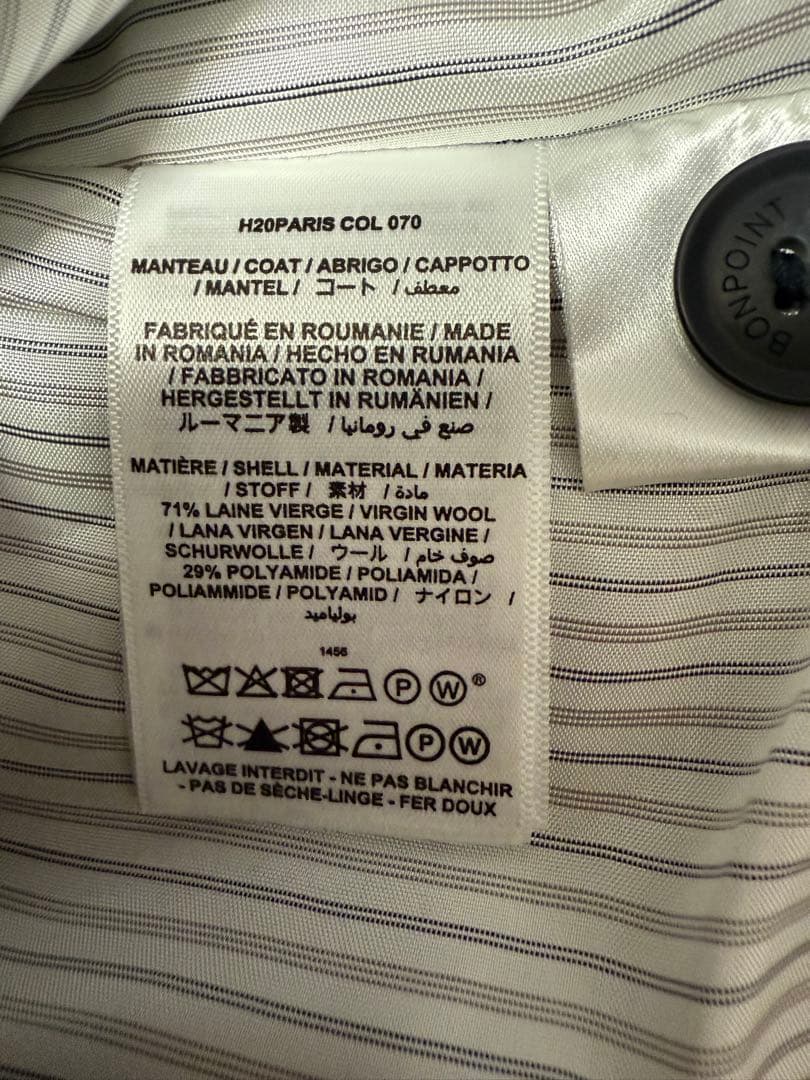 H20PARIS COL 070
MANTEAU / COAT / ABRIGO / CAPPOTTO
/ MANTEL / コート / معطف
FABRIQUÉ EN ROUMANIE / MADE
IN ROMANIA / HECHO EN RUMANIA
/ FABBRICATO IN ROMANIA /
HERGESTELLT IN RUMÄNIEN /
ルーマニア製 / صنع في رومانيا
MATIÈRE / SHELL / MATERIAL / MATERIA
/ STOFF / 素材 / مادة
71% LAINE VIERGE / VIRGIN WOOL
/ LANA VIRGEN / LANA VERGINE /
SCHURWOLLE / ウール / صوف خام
29% POLYAMIDE / POLIAMIDA /
POLIAMMIDE / POLYAMID / ナイロン /
بولياميد
1456
P W ®
P W
LAVAGE INTERDIT - NE PAS BLANCHIR
- PAS DE SÈCHE-LINGE - FER DOUX
BONPOINT